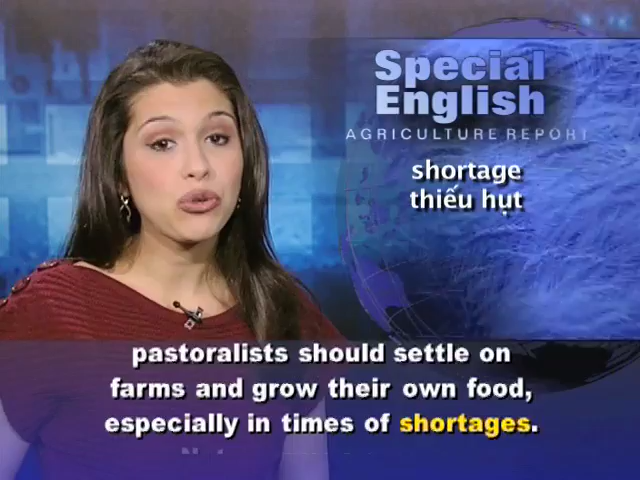 Special
English
AGRICULTURE REPORT
shortage
thiếu hụt
pastoralists should settle on
farms and grow their own food,
especially in times of shortages.